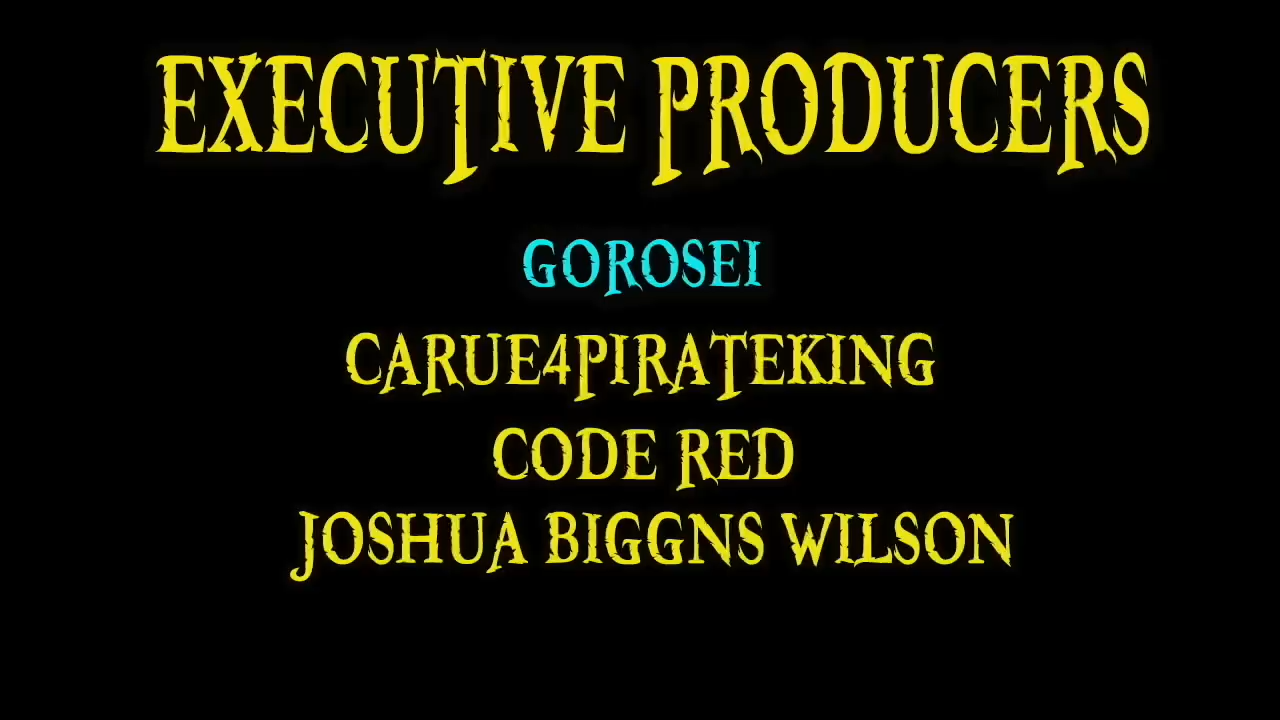 EXECUTIVE PRODUCERS
GOROSEI
CARUE4PIRATEKING
CODE RED
JOSHUA BIGGNS WILSON